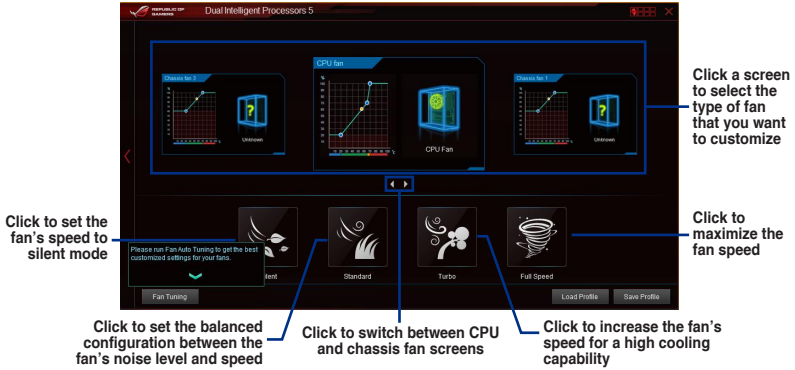 REPUBLIC OF
GAMERS
Dual Intelligent Processors 5
Chassis fan 3
Unknown
CPU fan
CPU Fan
Chassis fan 1
Unknown
Click a screen
to select the
type of fan
that you want
to customize
Click to set the
fan's speed to
silent mode
Please run Fan Auto Tuning to get the best
customized settings for your fans.
ilent
Standard
Turbo
Full Speed
Click to
maximize the
fan speed
Fan Tuning
Load Profile
Save Profile
Click to set the balanced
configuration between the
fan's noise level and speed
Click to switch between CPU
and chassis fan screens
Click to increase the fan's
speed for a high cooling
capability